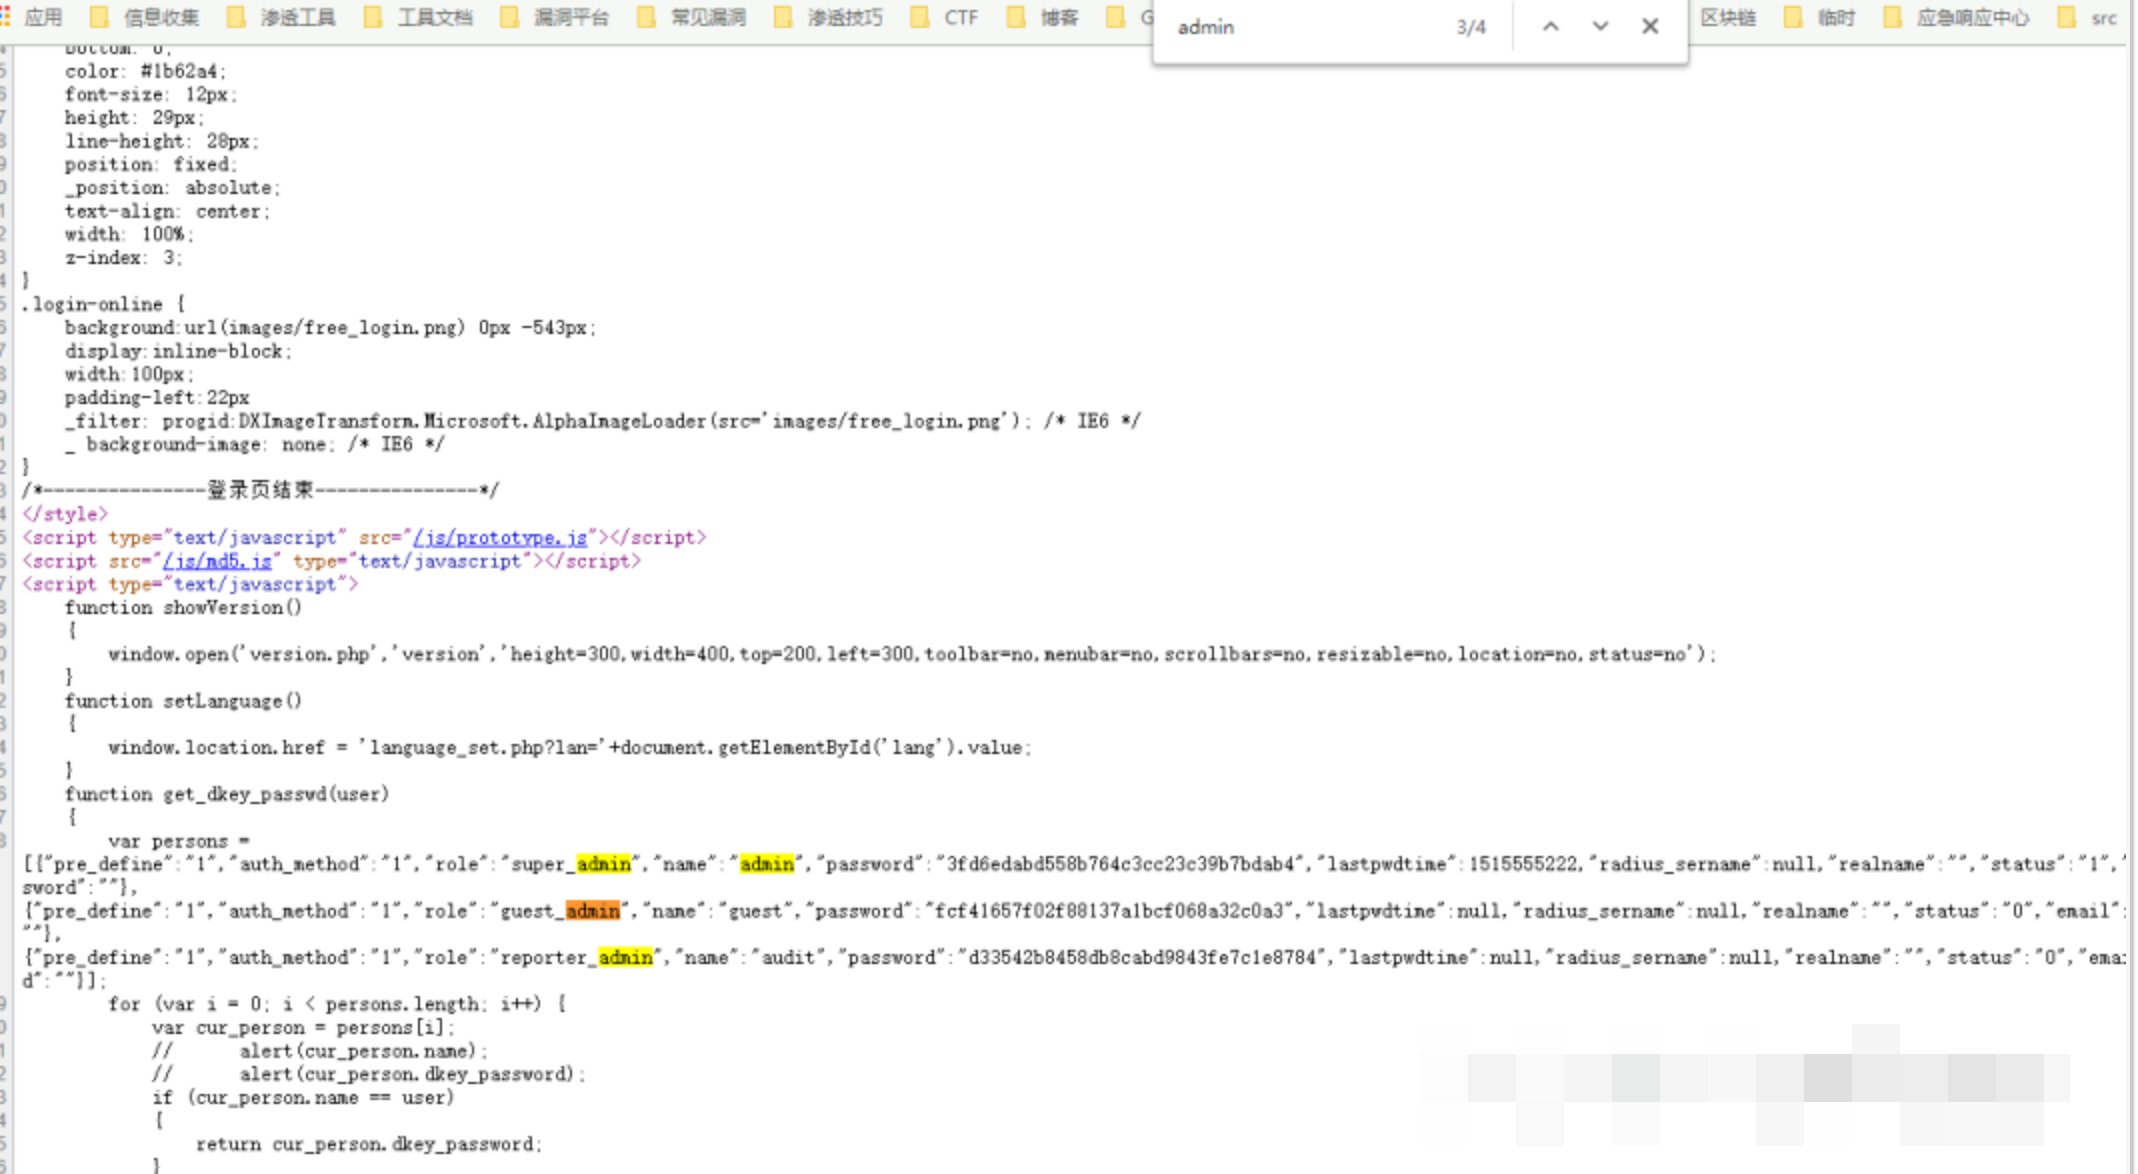 应用 信息收集 渗透工具 工具文档 漏洞平台 常见漏洞 渗透技巧 CTF 博客 G 区块链 临时 应急响应中心 src
admin 3/4
bottom: 0;
color: #1b62a4;
font-size: 12px;
height: 29px;
line-height: 28px;
position: fixed;
_position: absolute;
text-align: center;
width: 100%;
z-index: 3;
}
.login-online {
background:url(images/free_login.png) 0px -543px;
display:inline-block;
width:100px;
padding-left:22px
_filter: progid:DXImageTransform.Microsoft.AlphaImageLoader(src='images/free_login.png'); /* IE6 */
_ background-image: none; /* IE6 */
}
/*---------------登录页结束---------------*/
</style>
<script type="text/javascript" src="/js/prototype.js"></script>
<script src="/js/md5.js" type="text/javascript"></script>
<script type="text/javascript">
function showVersion()
{
window.open('version.php','version','height=300,width=400,top=200,left=300,toolbar=no,menubar=no,scrollbars=no,resizable=no,location=no,status=no');
}
function setLanguage()
{
window.location.href = 'language_set.php?lan='+document.getElementById('lang').value;
}
function get_dkey_passwd(user)
{
var persons =
[{"pre_define":"1","auth_method":"1","role":"super_admin","name":"admin","password":"3fd6edabd558b764c3cc23c39b7bdab4","lastpwdtime":1515555222,"radius_sername":null,"realname":"","status":"1","
sword":""},
{"pre_define":"1","auth_method":"1","role":"guest_admin","name":"guest","password":"fcf41657f02f88137a1bcf068a32c0a3","lastpwdtime":null,"radius_sername":null,"realname":"","status":"0","email":
""},
{"pre_define":"1","auth_method":"1","role":"reporter_admin","name":"audit","password":"d33542b8458db8cabd9843fe7c1e8784","lastpwdtime":null,"radius_sername":null,"realname":"","status":"0","ema
d":""}];
for (var i = 0; i < persons.length; i++) {
var cur_person = persons[i];
// alert(cur_person.name);
// alert(cur_person.dkey_password);
if (cur_person.name == user)
{
return cur_person.dkey_password;
}